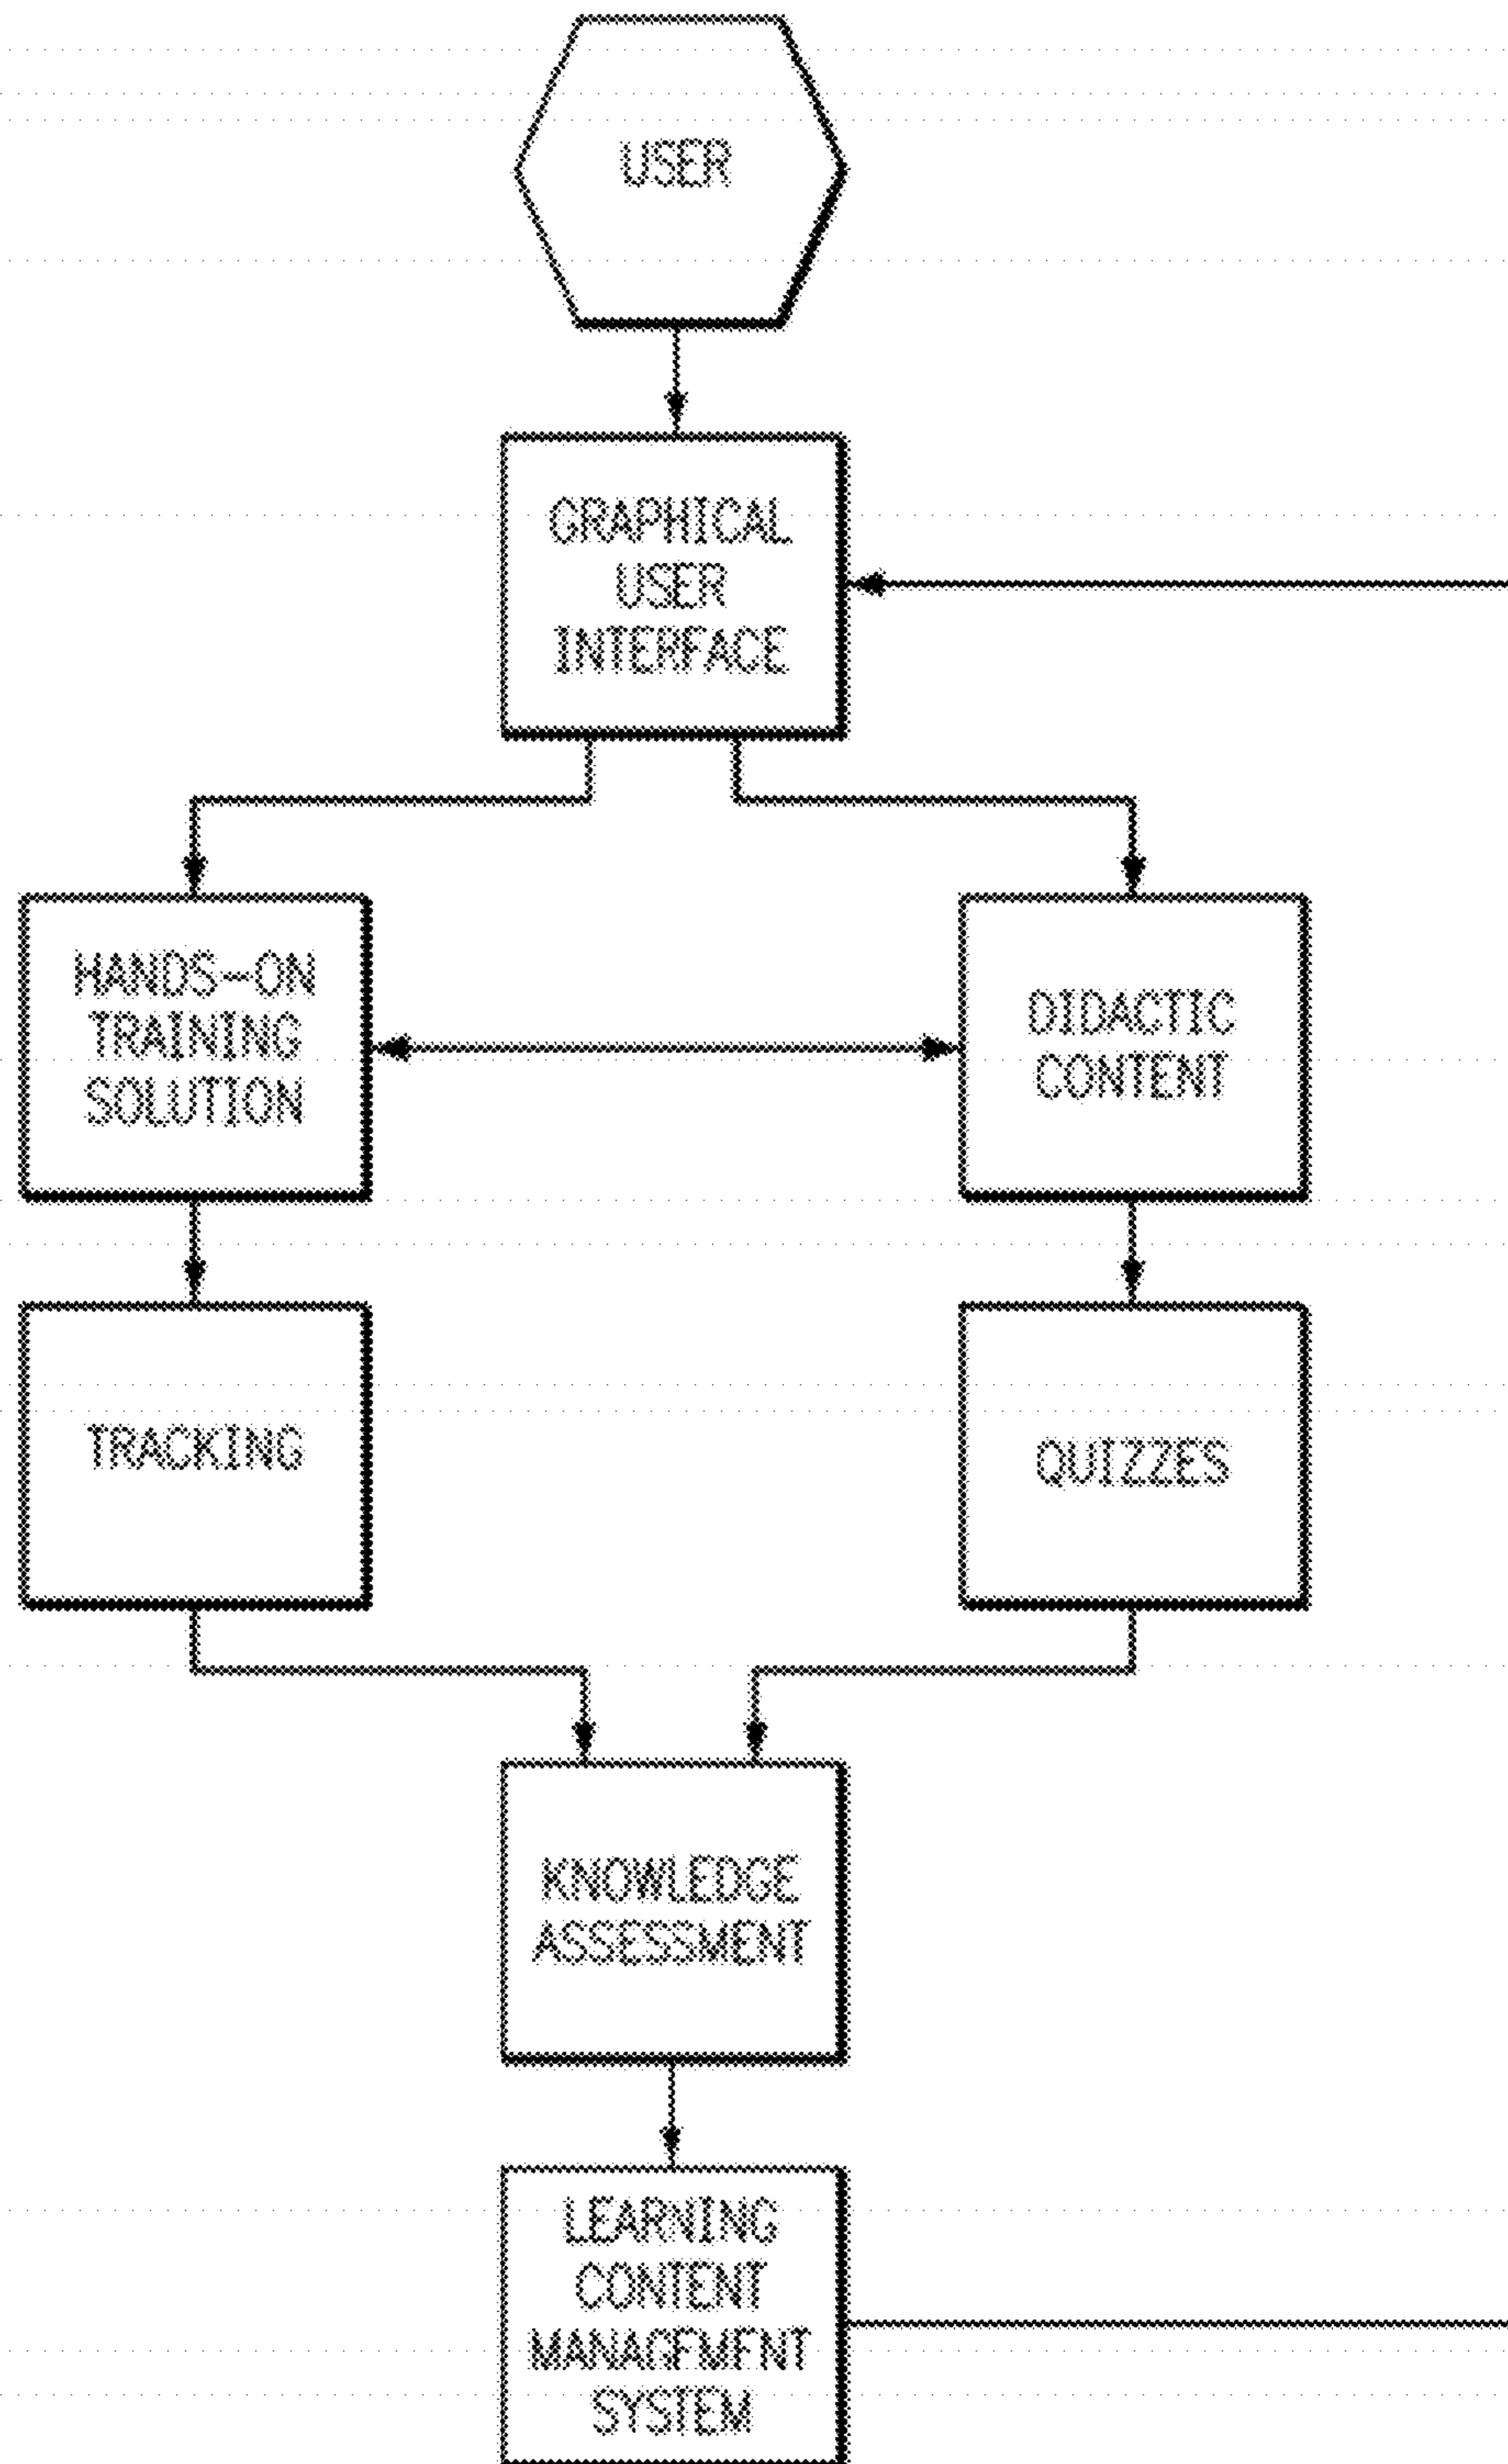 USER
GRAPHICAL
USER
INTERFACE
HANDS-ON
TRAINING
SOLUTION
DIDACTIC
CONTENT
TRACKING
QUIZZES
KNOWLEDGE
ASSESSMENT
LEARNING
CONTENT
MANAGEMENT
SYSTEM